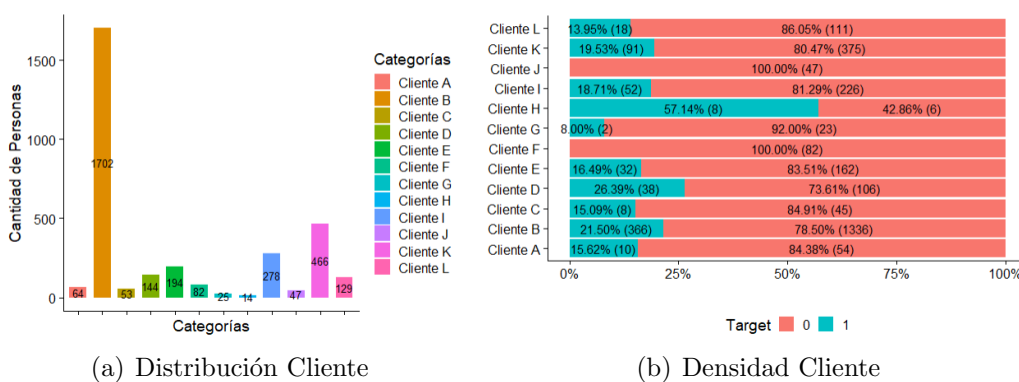 Cantidad de Personas
1500
1000
500
0
64
1702
53
144
194
82
25
14
278
47
466
129
Categorías
Categorías
Cliente A
Cliente B
Cliente C
Cliente D
Cliente E
Cliente F
Cliente G
Cliente H
Cliente I
Cliente J
Cliente K
Cliente L
(a) Distribución Cliente
Cliente L 13.95% (18) 86.05% (111)
Cliente K 19.53% (91) 80.47% (375)
Cliente J 100.00% (47)
Cliente I 18.71% (52) 81.29% (226)
Cliente H 57.14% (8) 42.86% (6)
Cliente G 8.00% (2) 92.00% (23)
Cliente F 100.00% (82)
Cliente E 16.49% (32) 83.51% (162)
Cliente D 26.39% (38) 73.61% (106)
Cliente C 15.09% (8) 84.91% (45)
Cliente B 21.50% (366) 78.50% (1336)
Cliente A 15.62% (10) 84.38% (54)
0% 25% 50% 75% 100%
Target 0 1
(b) Densidad Cliente